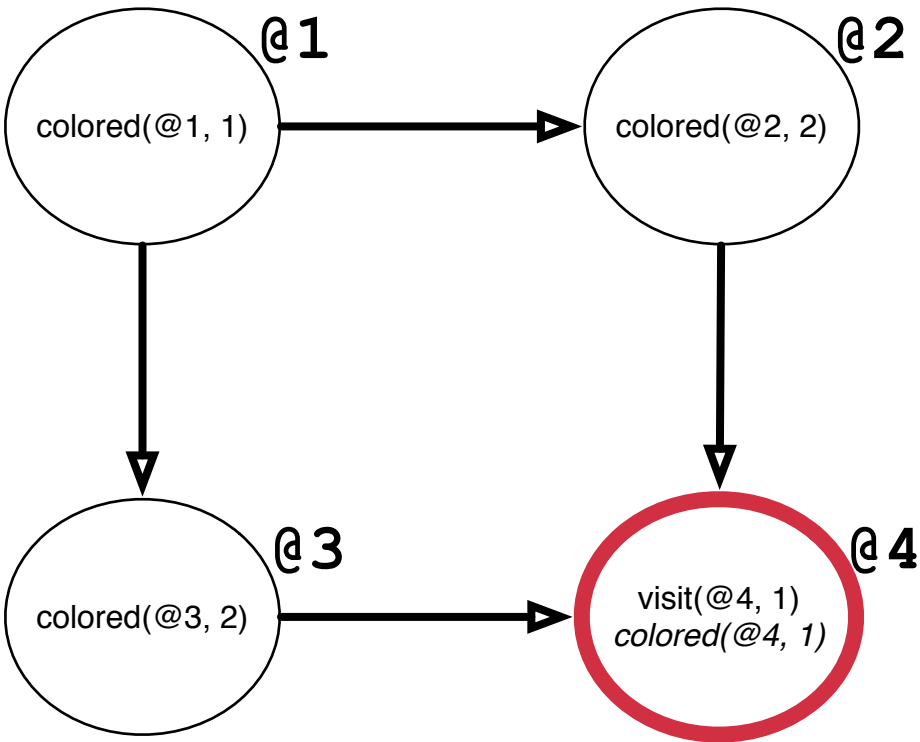 @1
colored(@1, 1)
@2
colored(@2, 2)
@3
colored(@3, 2)
@4
visit(@4, 1)
colored(@4, 1)